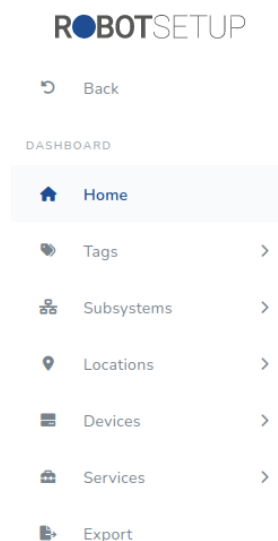 ROBOTSETUP
Back
DASHBOARD
Home
Tags
Subsystems
Locations
Devices
Services
Export